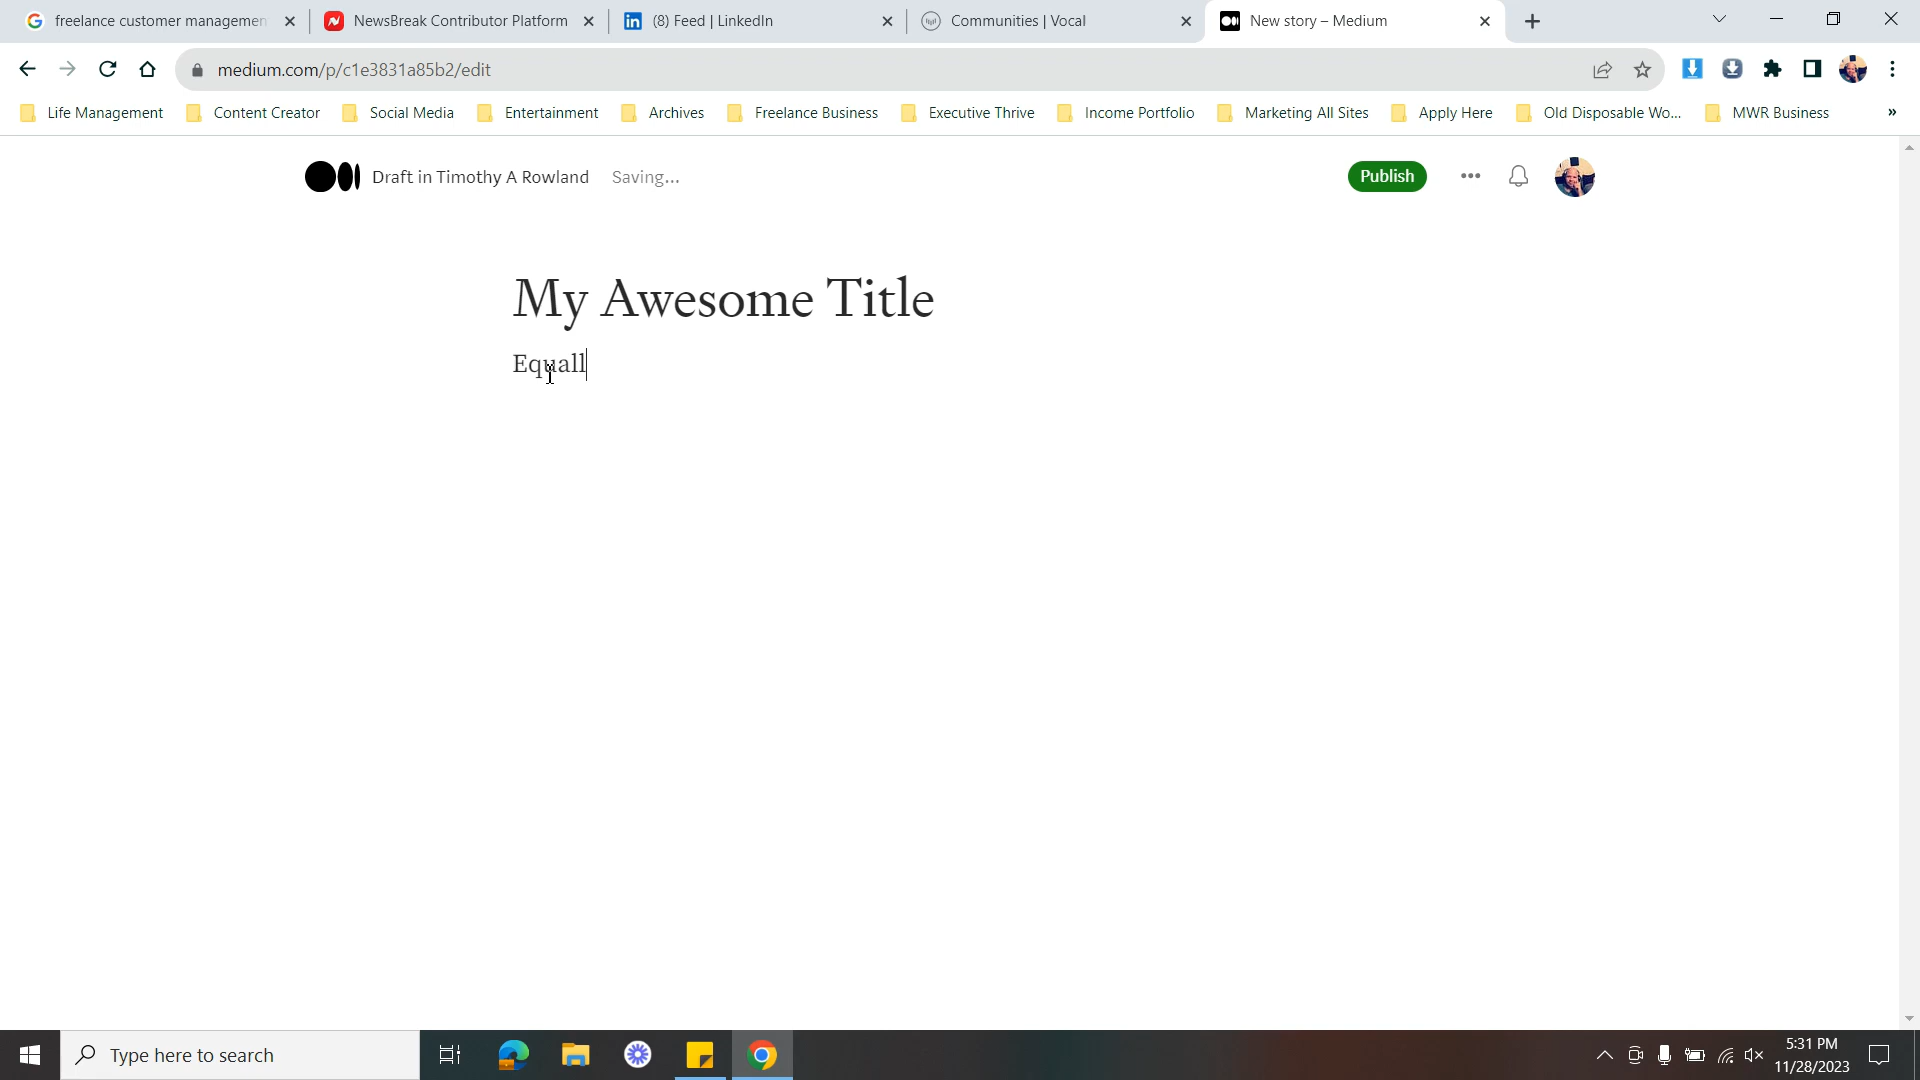 freelance customer managemen
NewsBreak Contributor Platform
(8) Feed | LinkedIn
Communities | Vocal
New story – Medium
medium.com/p/c1e3831a85b2/edit
Life Management
Content Creator
Social Media
Entertainment
Archives
Freelance Business
Executive Thrive
Income Portfolio
Marketing All Sites
Apply Here
Old Disposable Wo...
MWR Business
»
Draft in Timothy A Rowland
Saving...
Publish
My Awesome Title
Equall
Type here to search
5:31 PM
11/28/2023